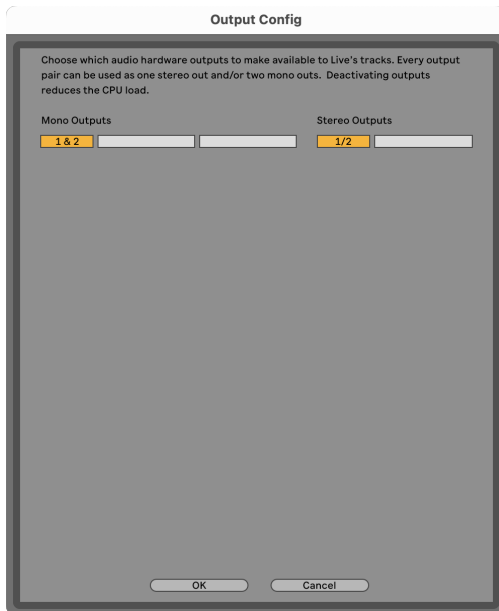 Output Config
Choose which audio hardware outputs to make available to Live's tracks. Every output
pair can be used as one stereo out and/or two mono outs.  Deactivating outputs
reduces the CPU load.
Mono Outputs
Stereo Outputs
1 & 2
1/2
OK
Cancel